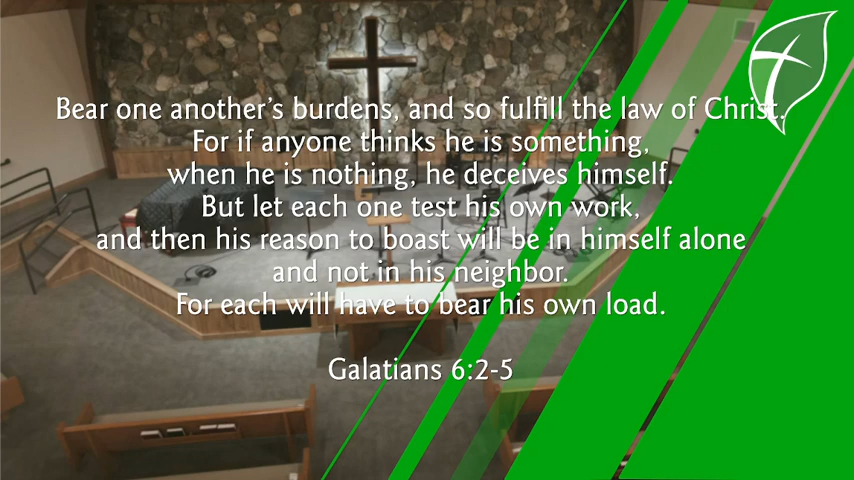 Bear one another’s burdens, and so fulfill the law of Christ.
For if anyone thinks he is something,
when he is nothing, he deceives himself.
But let each one test his own work,
and then his reason to boast will be in himself alone
and not in his neighbor.
For each will have to bear his own load.
Galatians 6:2-5